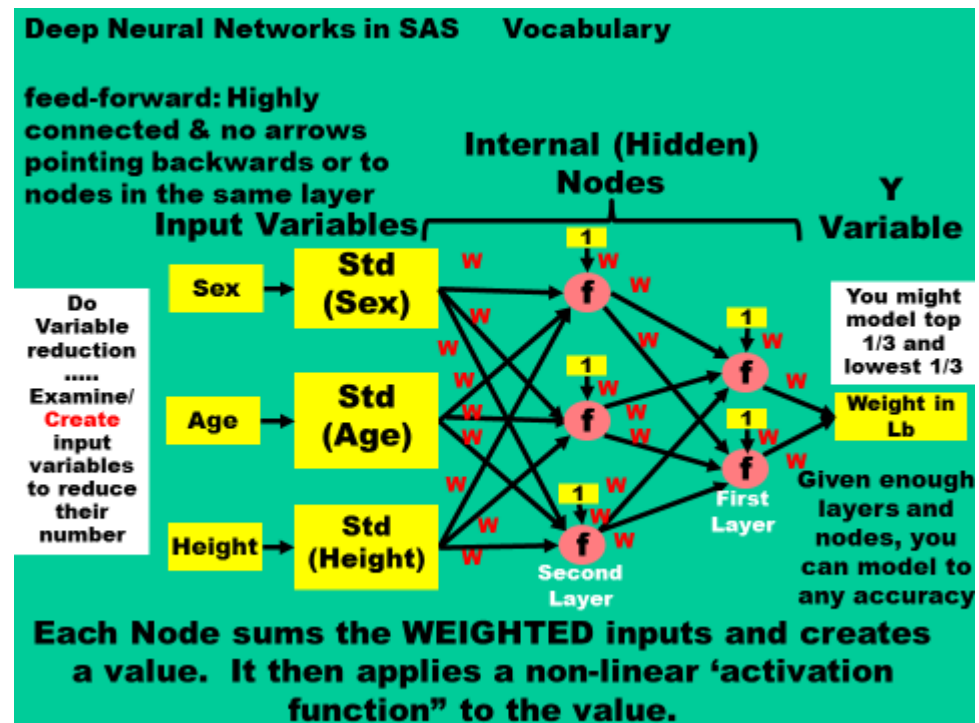 Deep Neural Networks in SAS Vocabulary
feed-forward: Highly
connected & no arrows
pointing backwards or to
nodes in the same layer
Internal (Hidden)
Nodes
Y
Variable
Input Variables
Do
Variable
reduction
.....
Examine/
Create
input
variables
to reduce
their
number
Sex
Age
Height
Std
(Sex)
Std
(Age)
Std
(Height)
W
W
W
W
W
W
W
W
1
W
f
W
W
1
W
f
W
W
1
W
f
W
W
Second
Layer
1
W
f
W
1
W
f
W
First
Layer
You might
model top
1/3 and
lowest 1/3
Weight in
Lb
Given enough
layers and
nodes, you
can model to
any accuracy
Each Node sums the WEIGHTED inputs and creates
a value. It then applies a non-linear ‘activation
function” to the value.